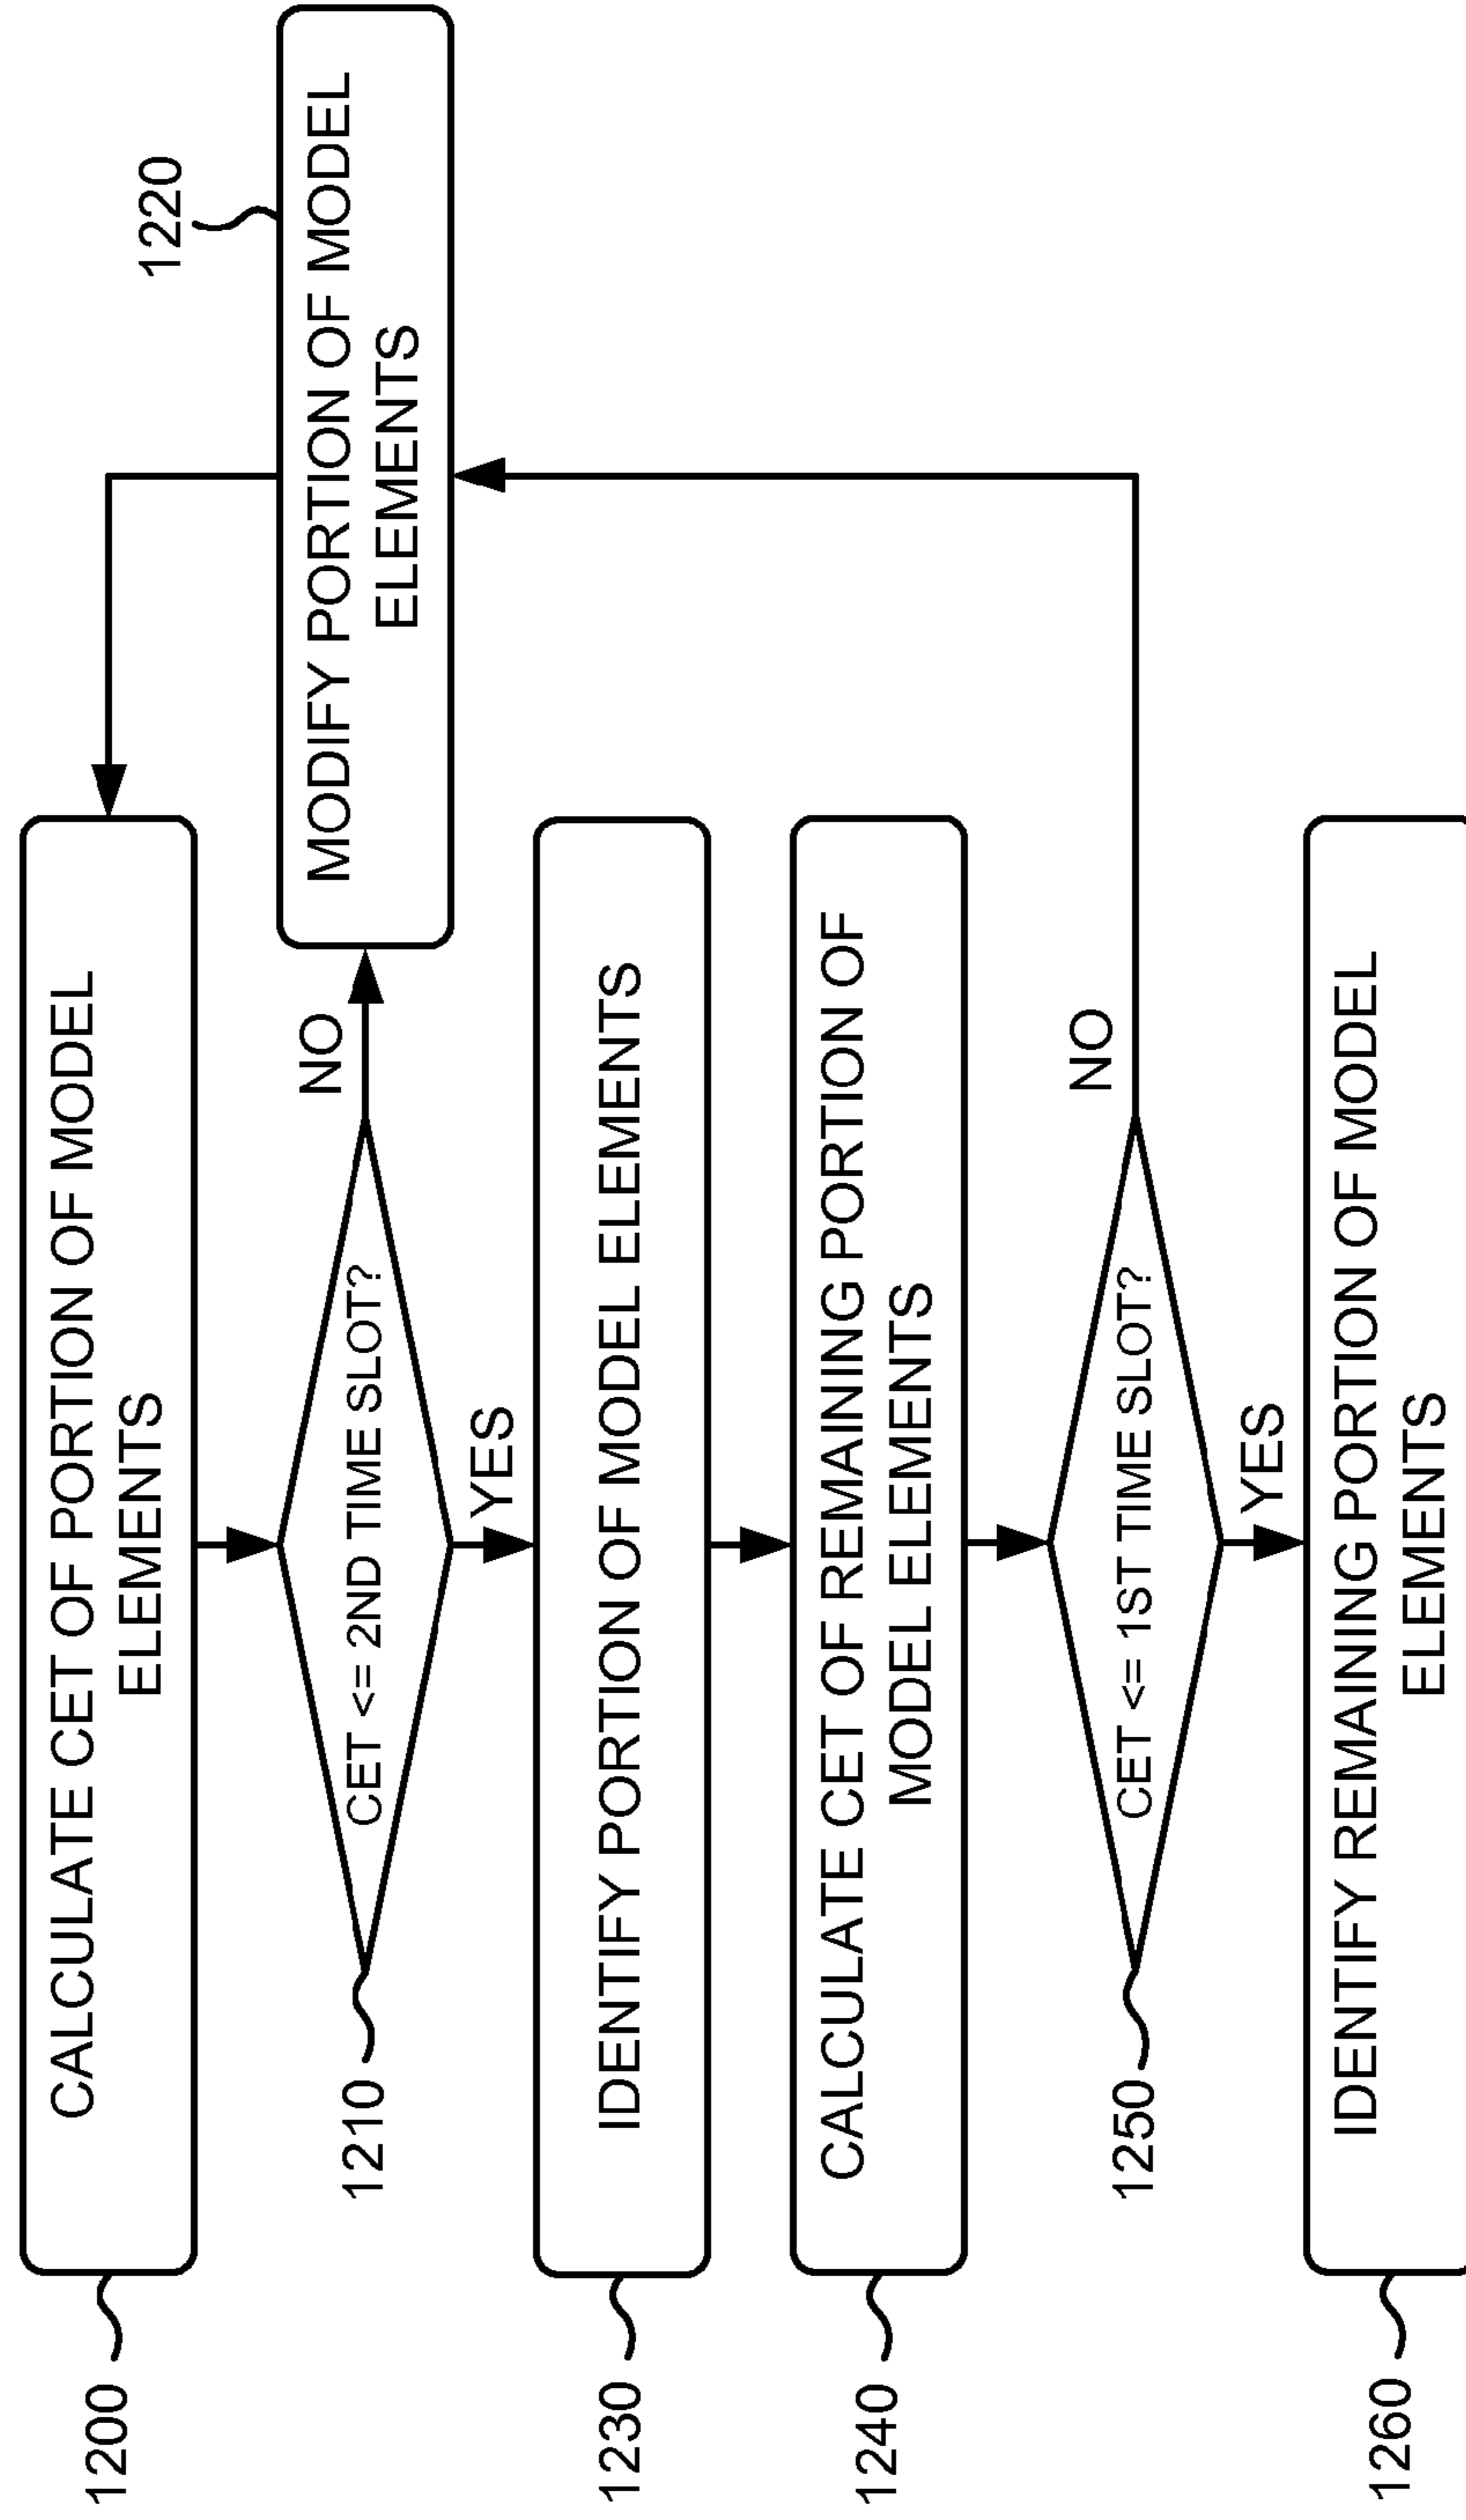 1200
CALCULATE CET OF PORTION OF MODEL
ELEMENTS
1210
CET <= 2ND TIME SLOT?
NO
1220
MODIFY PORTION OF MODEL
ELEMENTS
YES
1230
IDENTIFY PORTION OF MODEL ELEMENTS
1240
CALCULATE CET OF REMAINING PORTION OF
MODEL ELEMENTS
1250
CET <= 1ST TIME SLOT?
NO
YES
1260
IDENTIFY REMAINING PORTION OF MODEL
ELEMENTS